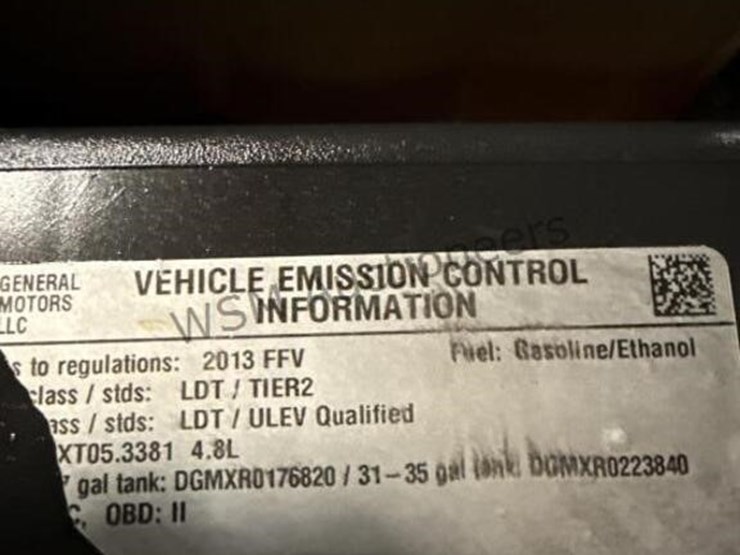 GENERAL
MOTORS
LLC
VEHICLE EMISSION CONTROL
INFORMATION
s to regulations: 2013 FFV
Fuel: Gasoline/Ethanol
class / stds: LDT / TIER2
ass / stds: LDT / ULEV Qualified
XT05.3381 4.8L
gal tank: DGMXR0176820 / 31-35 gal tank: DGMXR0223840
C, OBD: II